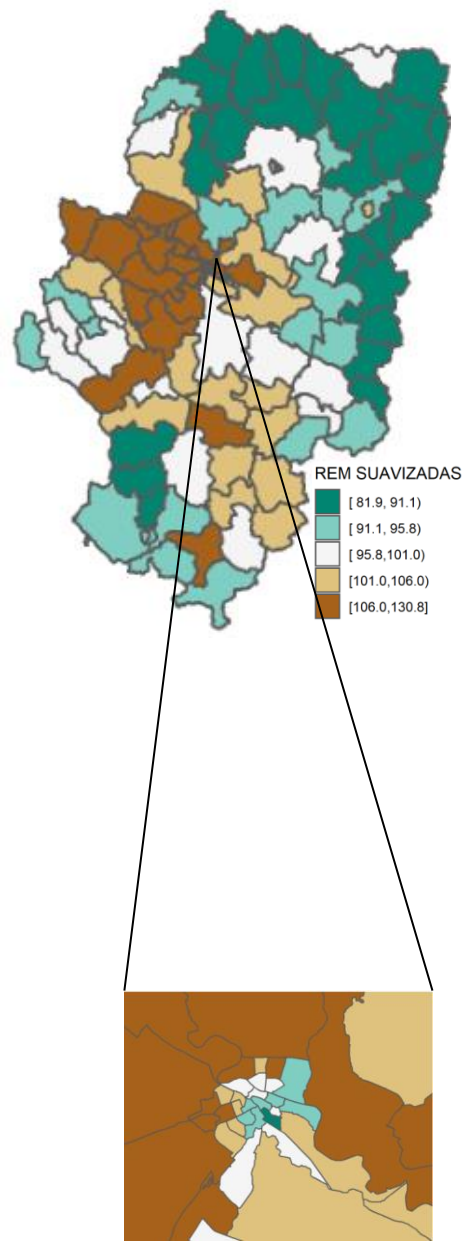 REM SUAVIZADAS
[ 81.9, 91.1)
[ 91.1, 95.8)
[ 95.8,101.0)
[101.0,106.0)
[106.0,130.8]